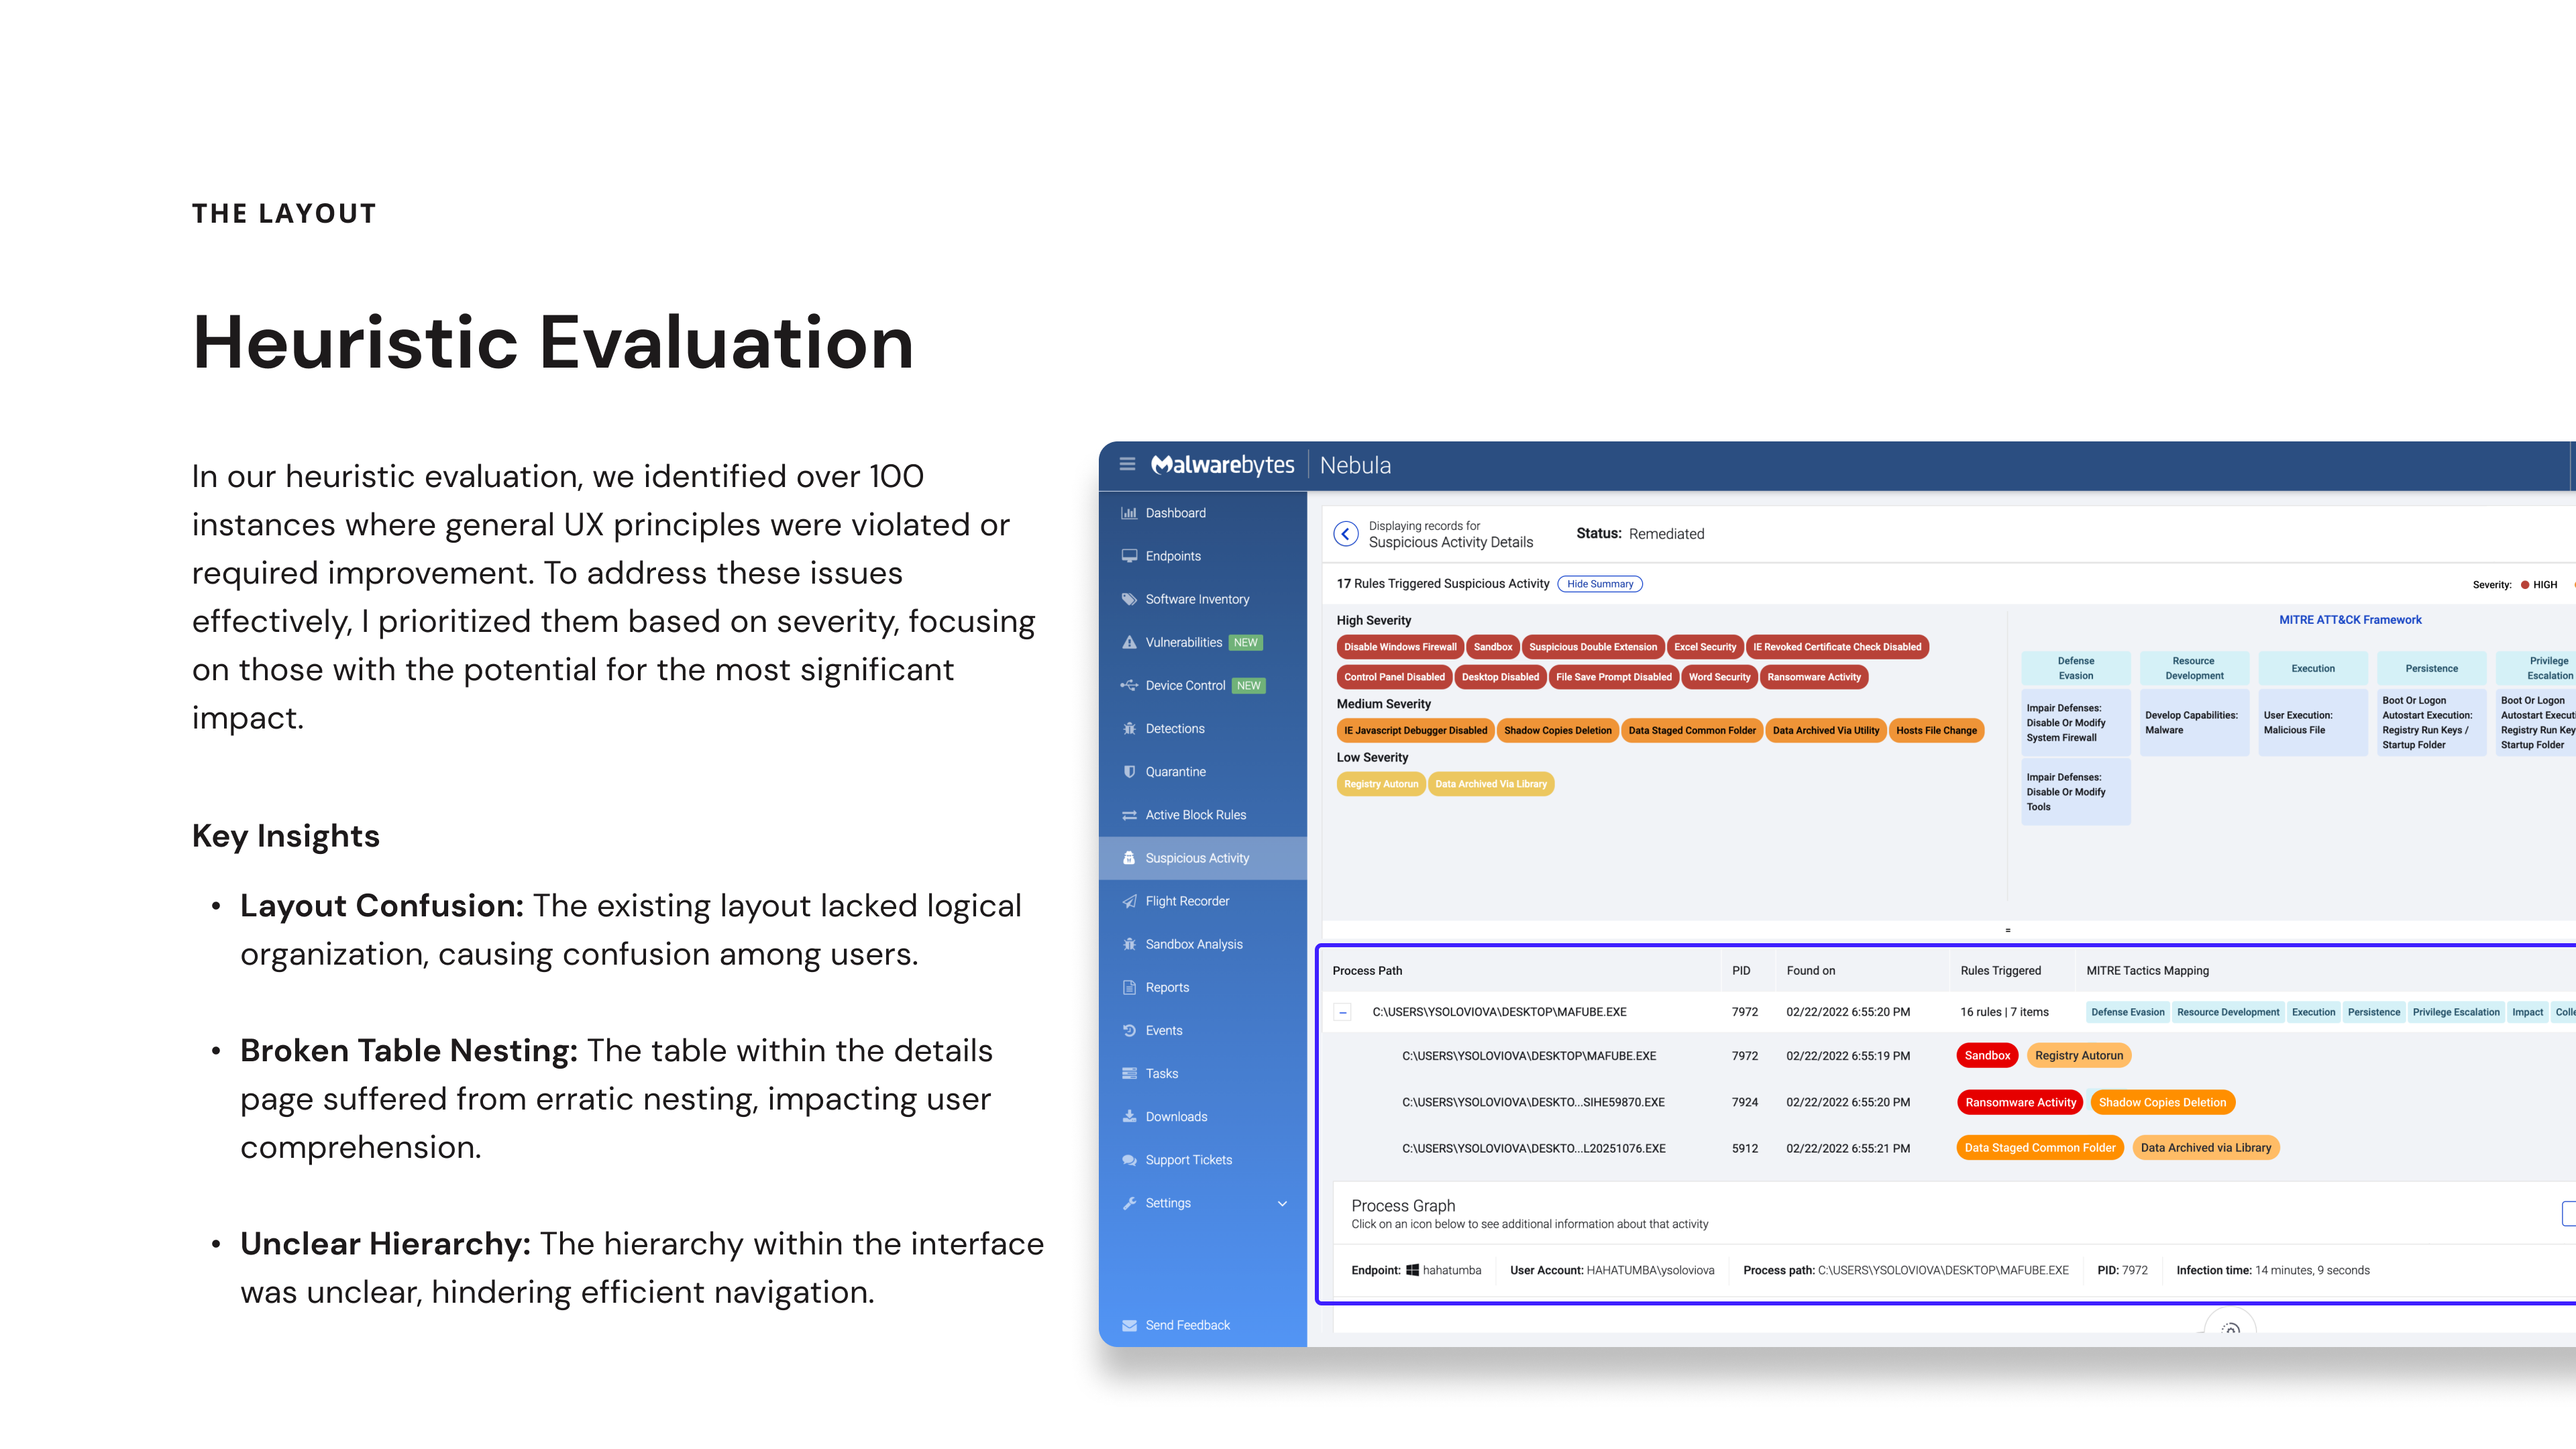 THE LAYOUT
Heuristic Evaluation
In our heuristic evaluation, we identified over 100
instances where general UX principles were violated or
required improvement. To address these issues
effectively, I prioritized them based on severity, focusing
on those with the potential for the most significant
impact.
Key Insights
• Layout Confusion: The existing layout lacked logical
organization, causing confusion among users.
• Broken Table Nesting: The table within the details
page suffered from erratic nesting, impacting user
comprehension.
• Unclear Hierarchy: The hierarchy within the interface
was unclear, hindering efficient navigation.
Malwarebytes Nebula
Dashboard
Endpoints
Software Inventory
Vulnerabilities NEW
Device Control NEW
Detections
Quarantine
Active Block Rules
Suspicious Activity
Flight Recorder
Sandbox Analysis
Reports
Events
Tasks
Downloads
Support Tickets
Settings
Send Feedback
Displaying records for
Suspicious Activity Details
Status: Remediated
17 Rules Triggered Suspicious Activity Hide Summary
Severity: HIGH
High Severity
Disable Windows Firewall Sandbox Suspicious Double Extension Excel Security IE Revoked Certificate Check Disabled
Control Panel Disabled Desktop Disabled File Save Prompt Disabled Word Security Ransomware Activity
Medium Severity
IE Javascript Debugger Disabled Shadow Copies Deletion Data Staged Common Folder Data Archived Via Utility Hosts File Change
Low Severity
Registry Autorun Data Archived Via Library
MITRE ATT&CK Framework
Defense
Evasion
Impair Defenses:
Disable Or Modify
System Firewall
Impair Defenses:
Disable Or Modify
Tools
Resource
Development
Develop Capabilities:
Malware
Execution
User Execution:
Malicious File
Persistence
Boot Or Logon
Autostart Execution:
Registry Run Keys /
Startup Folder
Privilege
Escalation
Boot Or Logon
Autostart Executi
Registry Run Key
Startup Folder
=
Process Path PID Found on Rules Triggered MITRE Tactics Mapping
C:\USERS\YSOLOVIOVA\DESKTOP\MAFUBE.EXE 7972 02/22/2022 6:55:20 PM 16 rules | 7 items Defense Evasion Resource Development Execution Persistence Privilege Escalation Impact Colle
C:\USERS\YSOLOVIOVA\DESKTOP\MAFUBE.EXE 7972 02/22/2022 6:55:19 PM Sandbox Registry Autorun
C:\USERS\YSOLOVIOVA\DESKTO...SIHE59870.EXE 7924 02/22/2022 6:55:20 PM Ransomware Activity Shadow Copies Deletion
C:\USERS\YSOLOVIOVA\DESKTO...L20251076.EXE 5912 02/22/2022 6:55:21 PM Data Staged Common Folder Data Archived via Library
Process Graph
Click on an icon below to see additional information about that activity
Endpoint: hahatumba User Account: HAHATUMBA\ysoloviova Process path: C:\USERS\YSOLOVIOVA\DESKTOP\MAFUBE.EXE PID: 7972 Infection time: 14 minutes, 9 seconds